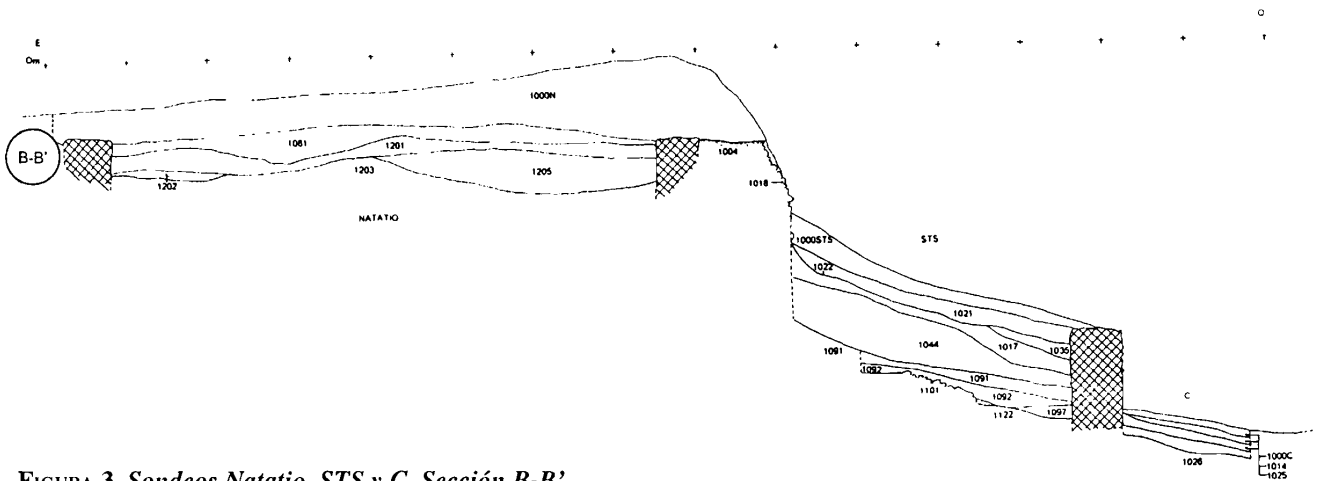 E
O
Om
1000N
B-B'
1081
1201
1004
1202
1203
1205
1018
NATATIO
1000STS
STS
1022
1021
1044
1017
1035
1091
1092
1091
1101
1092
1122
1097
C
1026
1000C
1014
1025
FIGURA 3. Sondeos Natatio, STS y C. Sección B-B'